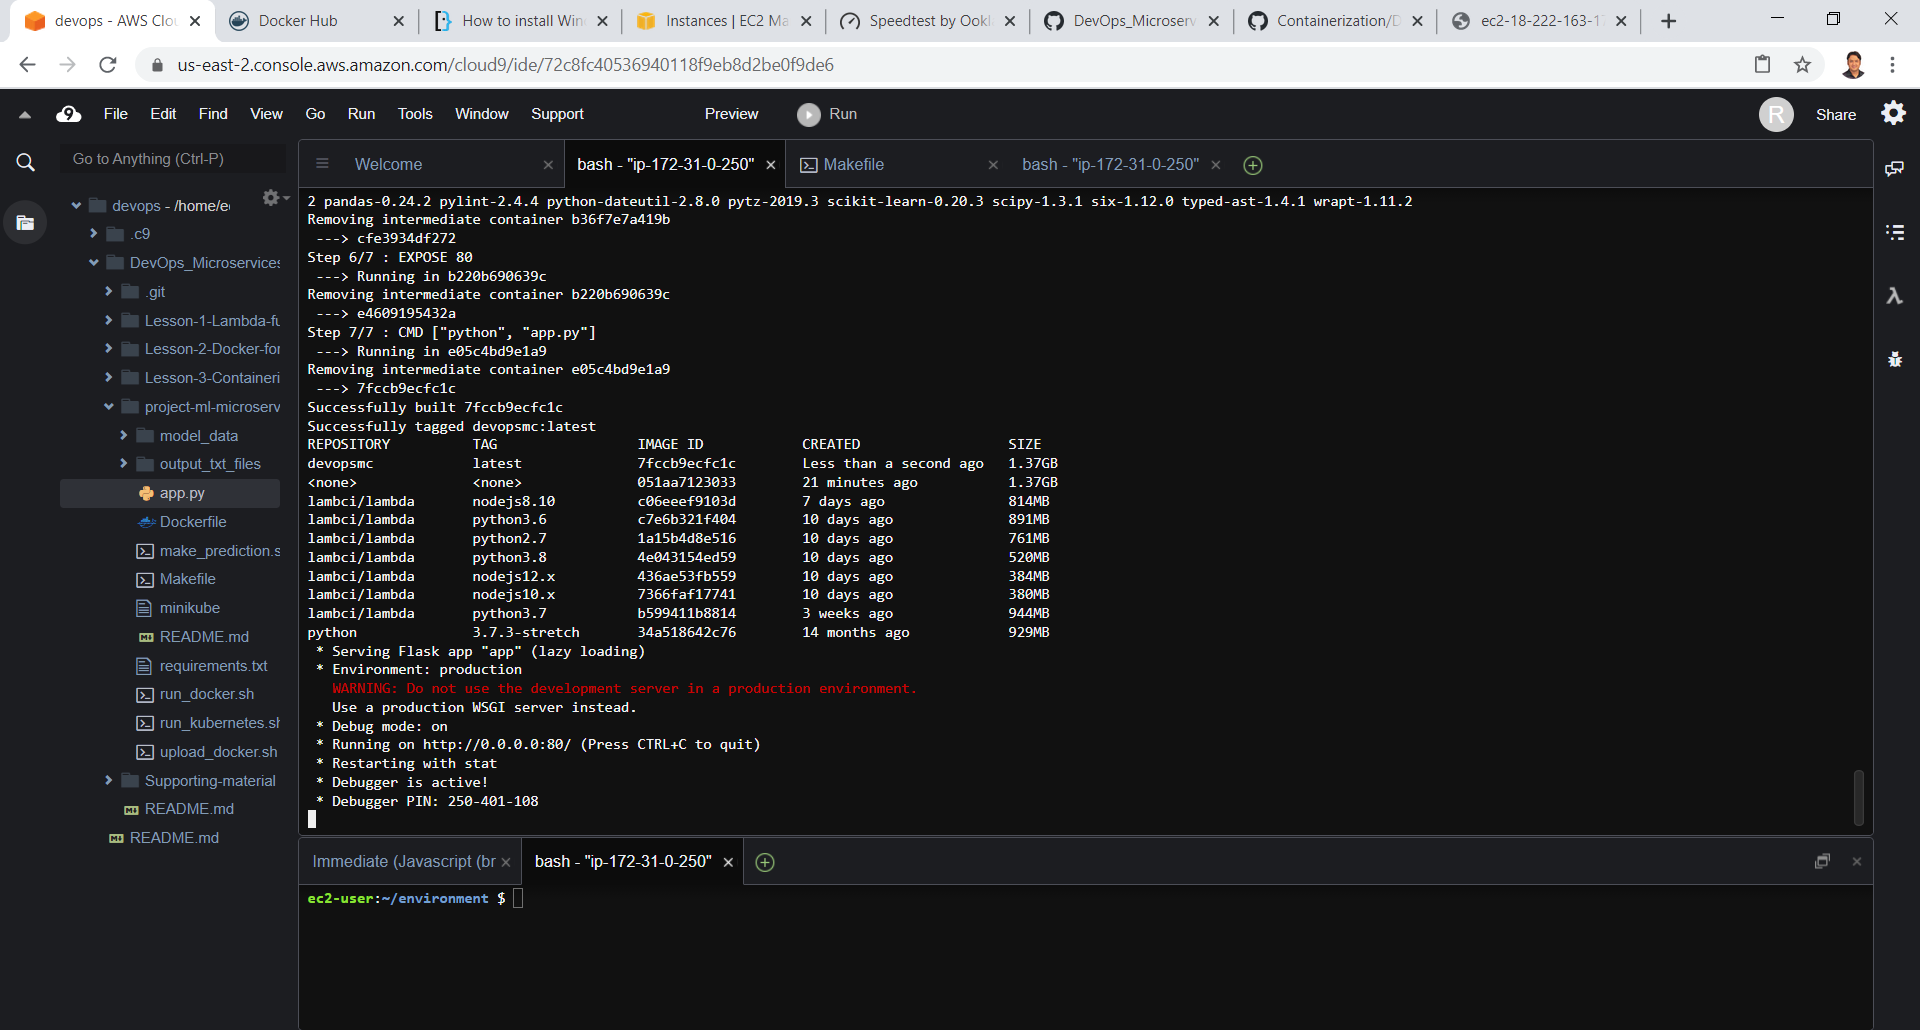 devops - AWS Clou
Docker Hub
How to install Win
Instances | EC2 Ma
Speedtest by Ookl
DevOps_Microserv
Containerization/D
ec2-18-222-163-17
us-east-2.console.aws.amazon.com/cloud9/ide/72c8fc40536940118f9eb8d2be0f9de6
9 File Edit Find View Go Run Tools Window Support Preview Run R Share
Go to Anything (Ctrl-P)
devops - /home/e
.c9
DevOps_Microservices
.git
Lesson-1-Lambda-fu
Lesson-2-Docker-for
Lesson-3-Containeri
project-ml-microserv
model_data
output_txt_files
app.py
Dockerfile
make_prediction.s
Makefile
minikube
README.md
requirements.txt
run_docker.sh
run_kubernetes.sh
upload_docker.sh
Supporting-material
README.md
README.md
Welcome
bash - "ip-172-31-0-250"
Makefile
bash - "ip-172-31-0-250"
2 pandas-0.24.2 pylint-2.4.4 python-dateutil-2.8.0 pytz-2019.3 scikit-learn-0.20.3 scipy-1.3.1 six-1.12.0 typed-ast-1.4.1 wrapt-1.11.2
Removing intermediate container b36f7e7a419b
---> cfe3934df272
Step 6/7 : EXPOSE 80
---> Running in b220b690639c
Removing intermediate container b220b690639c
---> e4609195432a
Step 7/7 : CMD ["python", "app.py"]
---> Running in e05c4bd9e1a9
Removing intermediate container e05c4bd9e1a9
---> 7fccb9ecfc1c
Successfully built 7fccb9ecfc1c
Successfully tagged devopsmc:latest
REPOSITORY TAG IMAGE ID CREATED SIZE
devopsmc latest 7fccb9ecfc1c Less than a second ago 1.37GB
<none> <none> 051aa7123033 21 minutes ago 1.37GB
lambci/lambda nodejs8.10 c06eeef9103d 7 days ago 814MB
lambci/lambda python3.6 c7e6b321f404 10 days ago 891MB
lambci/lambda python2.7 1a15b4d8e516 10 days ago 761MB
lambci/lambda python3.8 4e043154ed59 10 days ago 520MB
lambci/lambda nodejs12.x 436ae53fb559 10 days ago 384MB
lambci/lambda nodejs10.x 7366faf17741 10 days ago 380MB
lambci/lambda python3.7 b599411b8814 3 weeks ago 944MB
python 3.7.3-stretch 34a518642c76 14 months ago 929MB
* Serving Flask app "app" (lazy loading)
* Environment: production
WARNING: Do not use the development server in a production environment.
Use a production WSGI server instead.
* Debug mode: on
* Running on http://0.0.0.0:80/ (Press CTRL+C to quit)
* Restarting with stat
* Debugger is active!
* Debugger PIN: 250-401-108
Immediate (Javascript (br
bash - "ip-172-31-0-250"
ec2-user:~/environment $